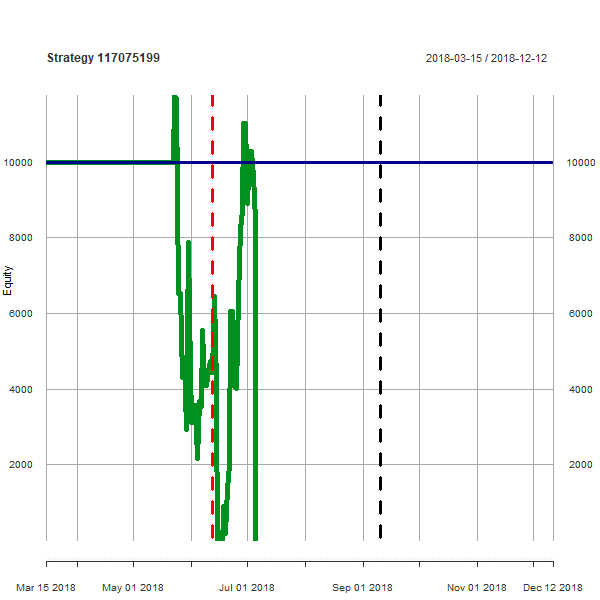 Strategy 117075199
2018-03-15 / 2018-12-12
10000
10000
8000
8000
6000
6000
4000
4000
2000
2000
Equity
Mar 15 2018
May 01 2018
Jul 01 2018
Sep 01 2018
Nov 01 2018
Dec 12 2018